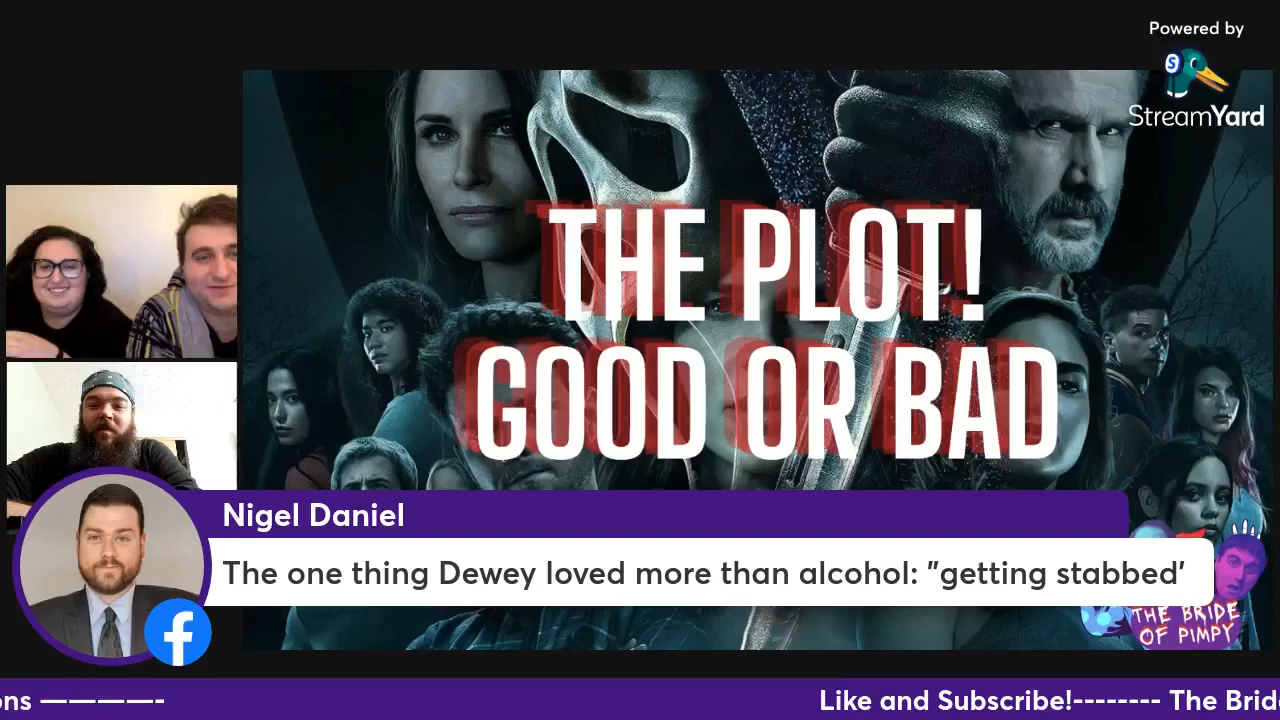 Powered by
S
StreamYard
THE PLOT!
GOOD OR BAD
Nigel Daniel
The one thing Dewey loved more than alcohol: "getting stabbed'
f
THE BRIDE
OF PIMPY
ns ————-
Like and Subscribe!-------- The Brid